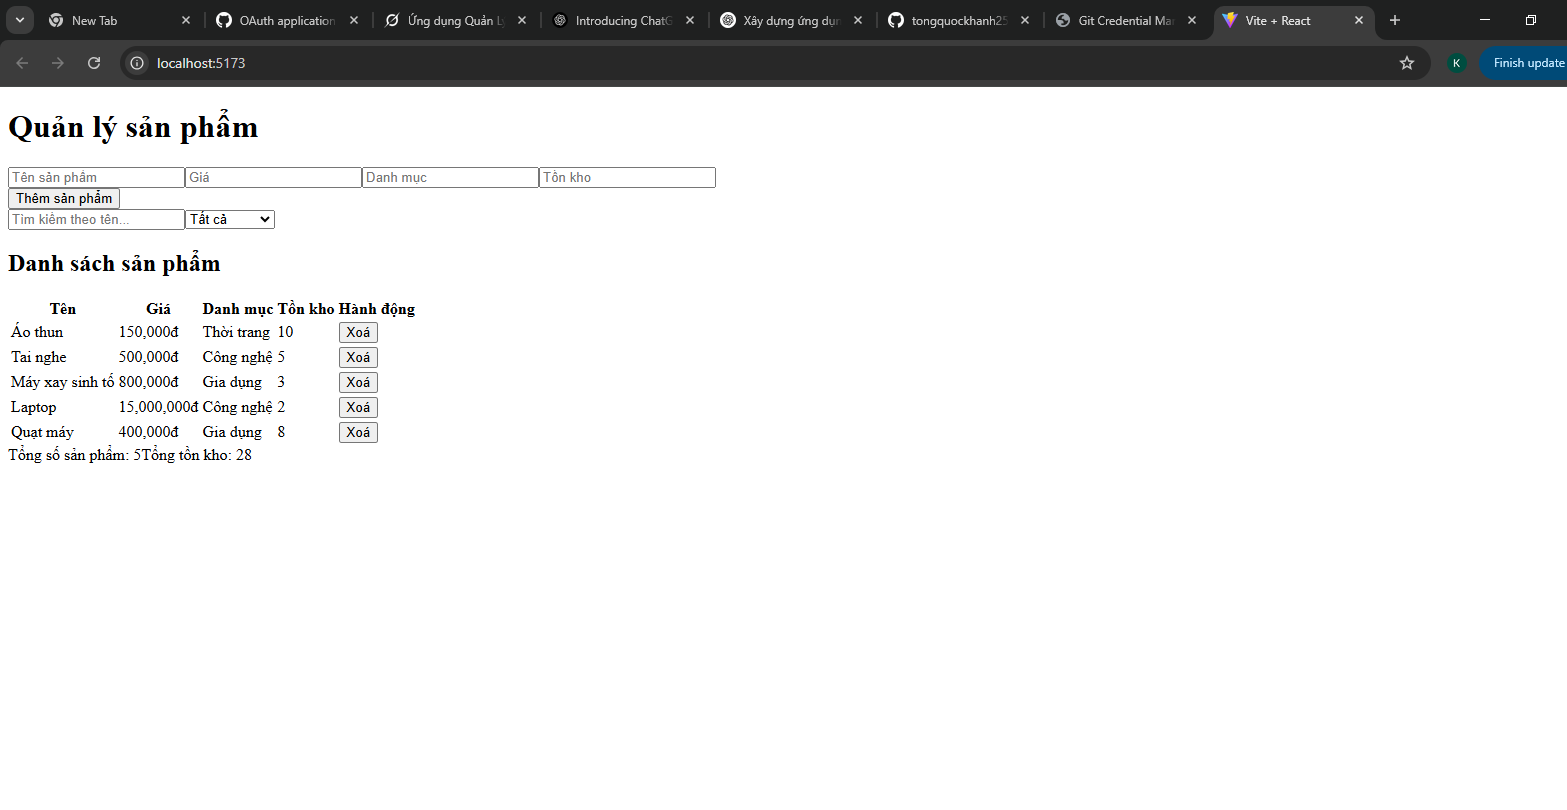 New Tab
OAuth application
Ứng dụng Quản Lý
Introducing ChatG
Xây dựng ứng dụn
tongquockhanh25
Git Credential Mar
Vite + React
localhost:5173
K
Finish update
Quản lý sản phẩm
Tên sản phẩm Giá Danh mục Tồn kho
Thêm sản phẩm
Tìm kiếm theo tên... Tất cả
Danh sách sản phẩm
Tên Giá Danh mục Tồn kho Hành động
Áo thun 150,000đ Thời trang 10 Xoá
Tai nghe 500,000đ Công nghệ 5 Xoá
Máy xay sinh tố 800,000đ Gia dụng 3 Xoá
Laptop 15,000,000đ Công nghệ 2 Xoá
Quạt máy 400,000đ Gia dụng 8 Xoá
Tổng số sản phẩm: 5Tổng tồn kho: 28